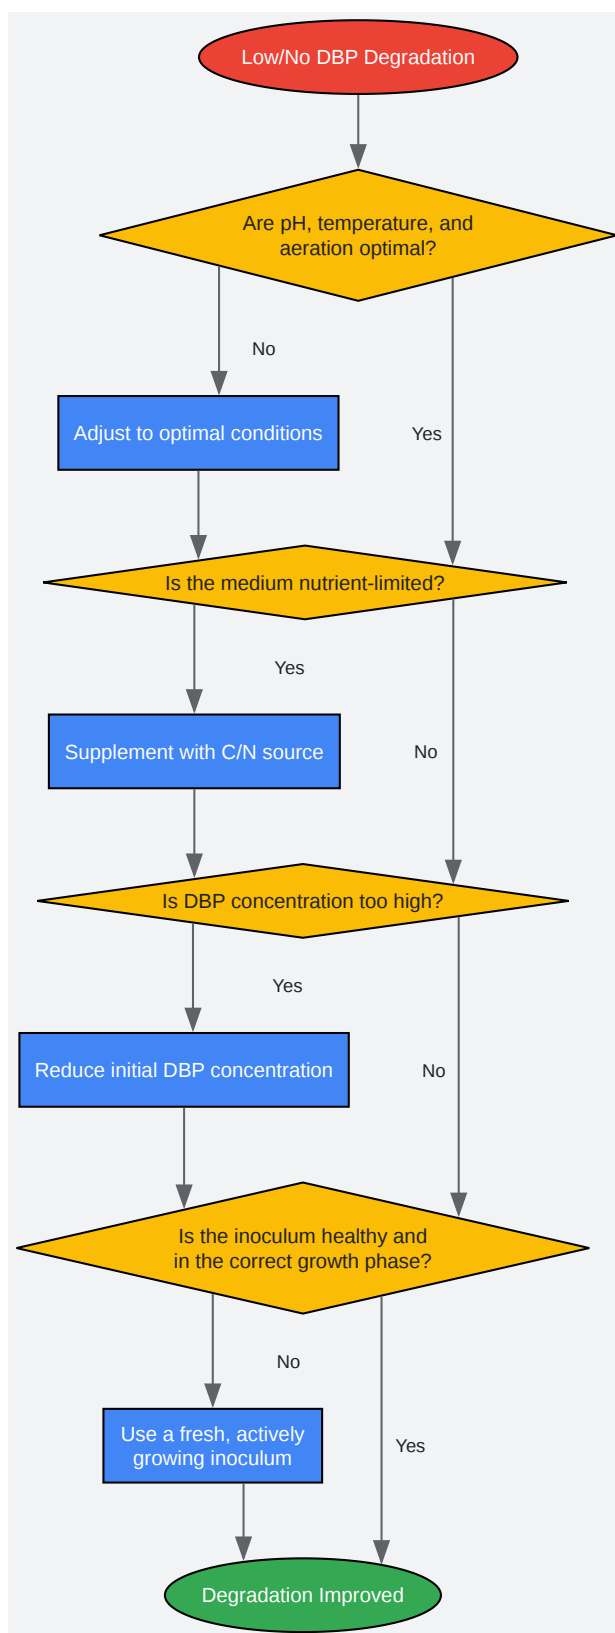 Low/No DBP Degradation
Are pH, temperature, and
aeration optimal?
No
Adjust to optimal conditions
Yes
Is the medium nutrient-limited?
Yes
Supplement with C/N source
No
Is DBP concentration too high?
Yes
Reduce initial DBP concentration
No
Is the inoculum healthy and
in the correct growth phase?
No
Use a fresh, actively
growing inoculum
Yes
Degradation Improved